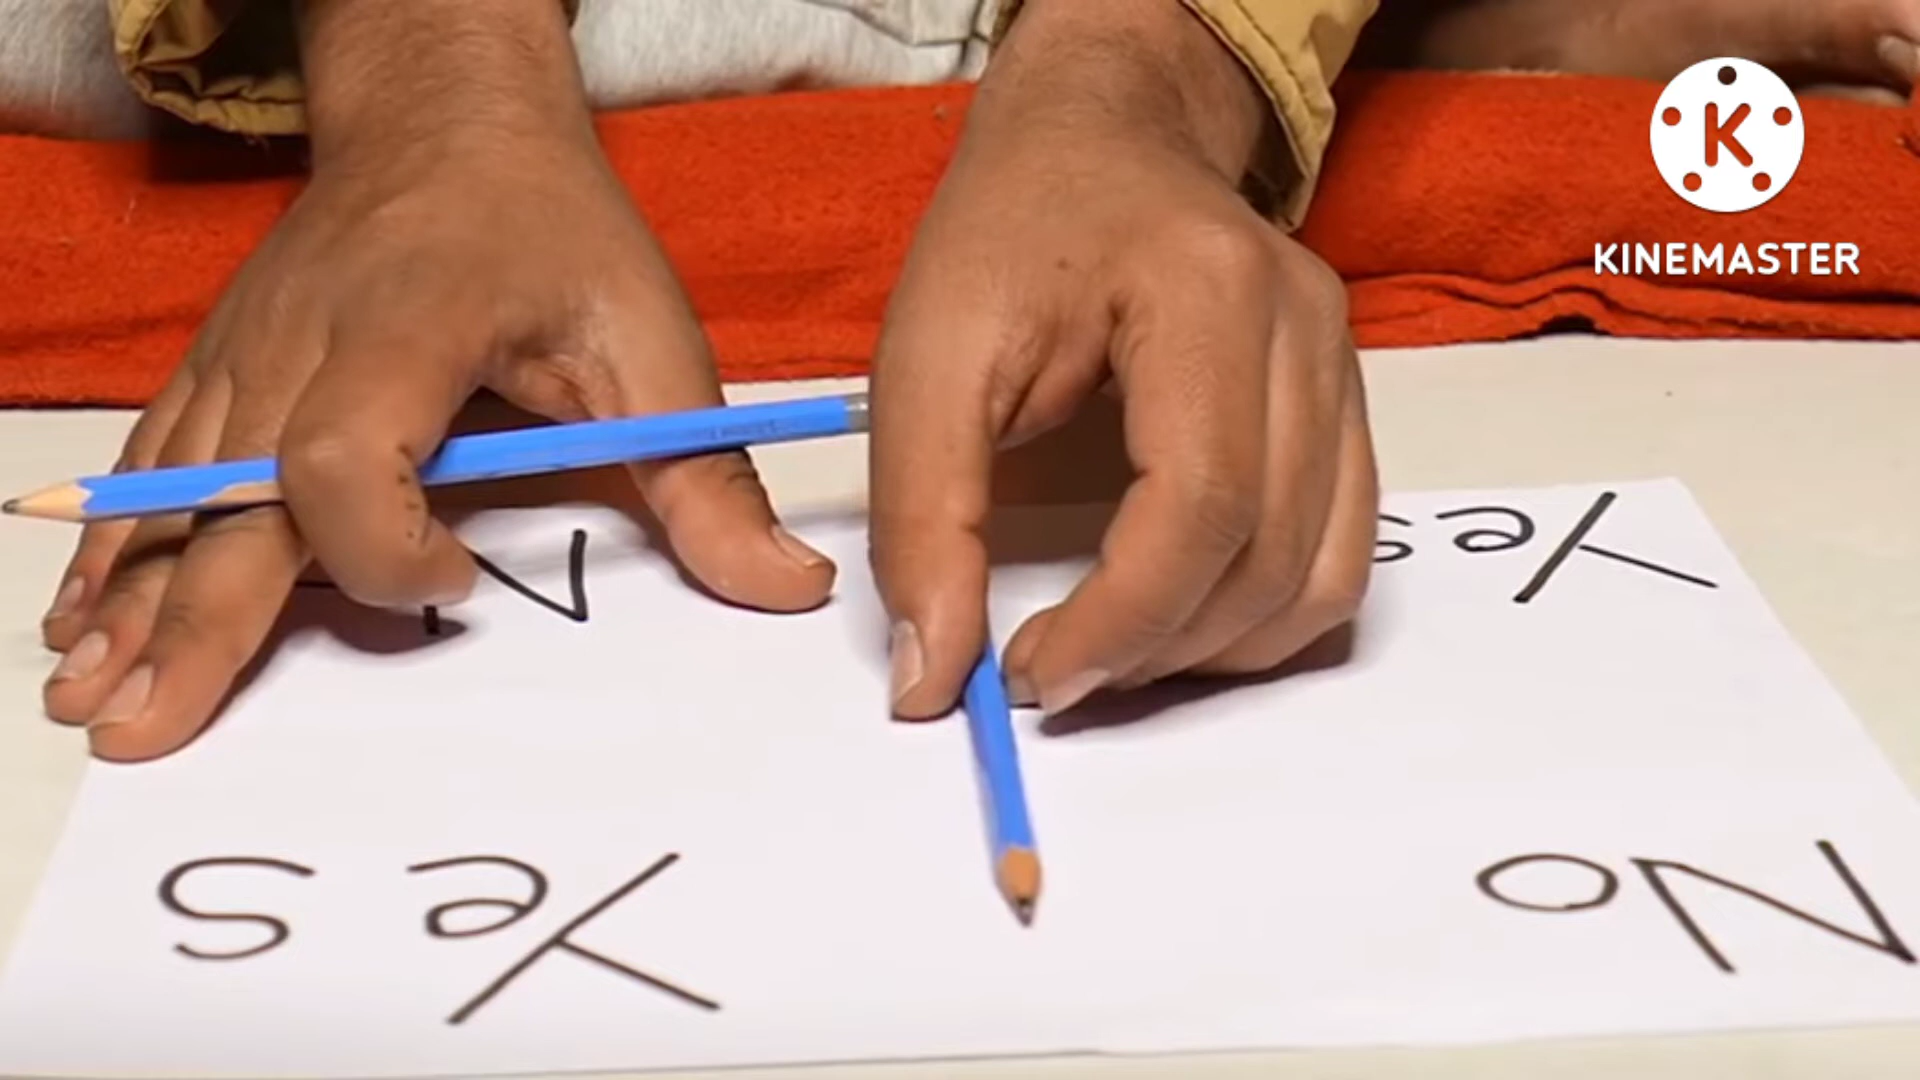 K
KINEMASTER
Yes
No
Yes